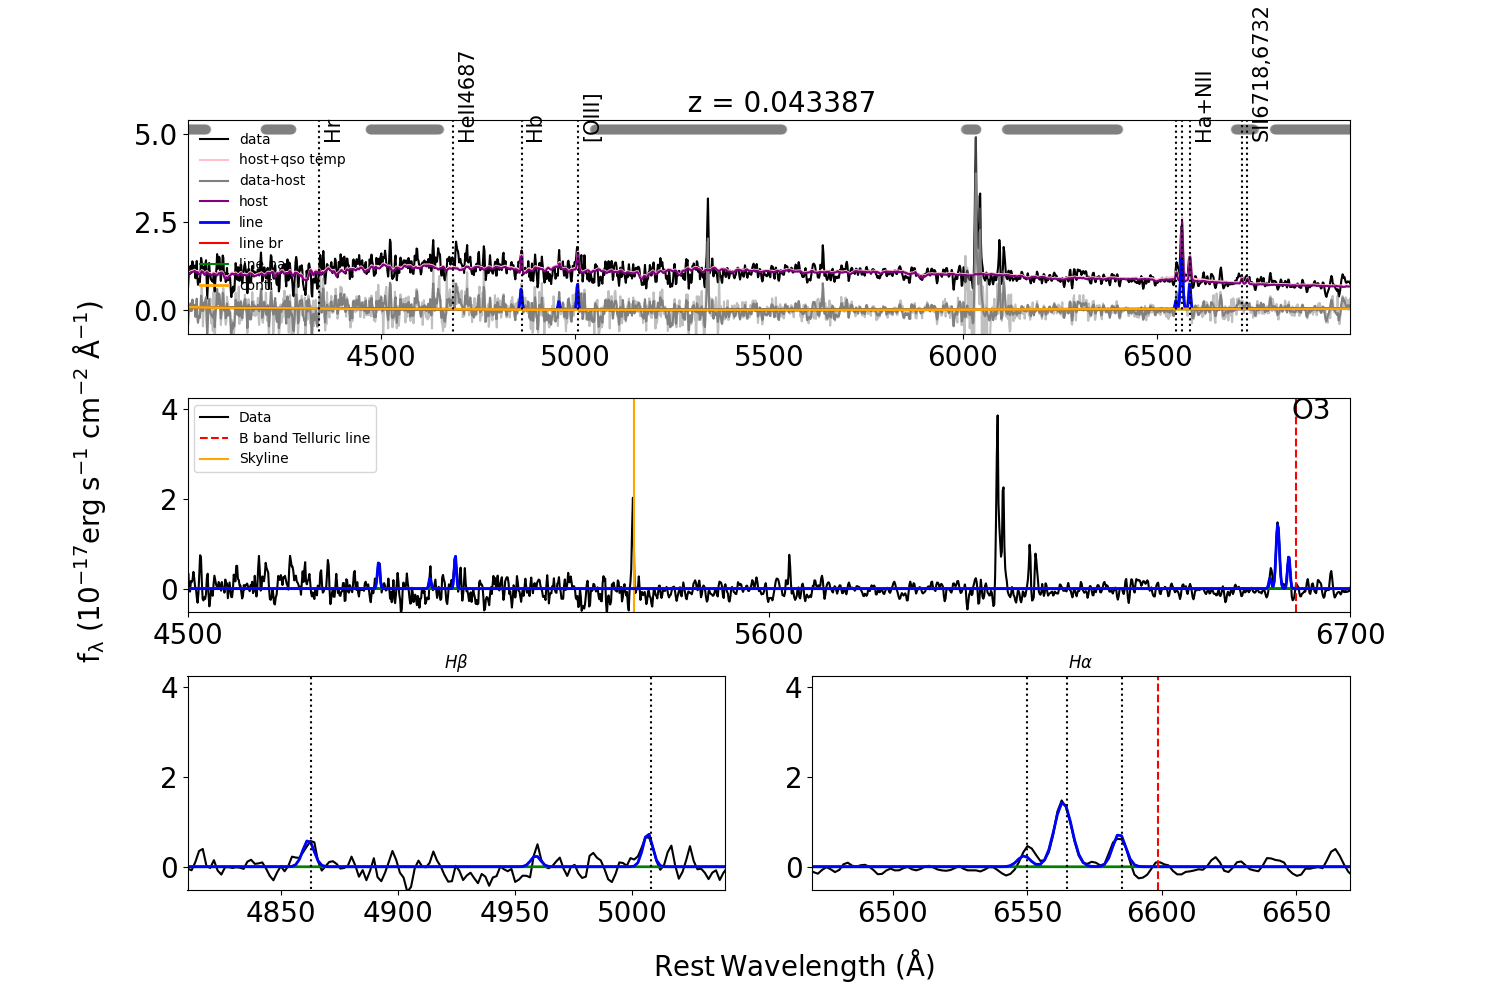 z = 0.043387
Hr
HeII4687
Hb
[OIII]
Ha+NII
SII6718,6732
5.0
2.5
0.0
data
host+qso temp
data-host
host
line
line br
line na
conti
4500
5000
5500
6000
6500
fλ (10−17erg s−1 cm−2 Å−1)
4
2
0
Data
B band Telluric line
Skyline
O3
4500
5600
6700
Hβ
4
2
0
4850
4900
4950
5000
Hα
4
2
0
6500
6550
6600
6650
Rest Wavelength (Å)